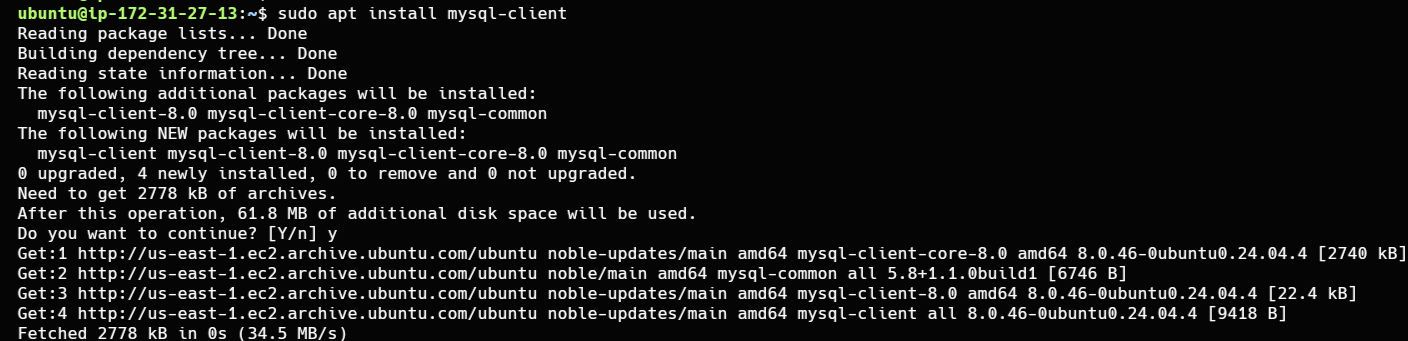 ubuntu@ip-172-31-27-13:~$ sudo apt install mysql-client
Reading package lists... Done
Building dependency tree... Done
Reading state information... Done
The following additional packages will be installed:
  mysql-client-8.0 mysql-client-core-8.0 mysql-common
The following NEW packages will be installed:
  mysql-client mysql-client-8.0 mysql-client-core-8.0 mysql-common
0 upgraded, 4 newly installed, 0 to remove and 0 not upgraded.
Need to get 2778 kB of archives.
After this operation, 61.8 MB of additional disk space will be used.
Do you want to continue? [Y/n] y
Get:1 http://us-east-1.ec2.archive.ubuntu.com/ubuntu noble-updates/main amd64 mysql-client-core-8.0 amd64 8.0.46-0ubuntu0.24.04.4 [2740 kB]
Get:2 http://us-east-1.ec2.archive.ubuntu.com/ubuntu noble/main amd64 mysql-common all 5.8+1.1.0build1 [6746 B]
Get:3 http://us-east-1.ec2.archive.ubuntu.com/ubuntu noble-updates/main amd64 mysql-client-8.0 amd64 8.0.46-0ubuntu0.24.04.4 [22.4 kB]
Get:4 http://us-east-1.ec2.archive.ubuntu.com/ubuntu noble-updates/main amd64 mysql-client all 8.0.46-0ubuntu0.24.04.4 [9418 B]
Fetched 2778 kB in 0s (34.5 MB/s)